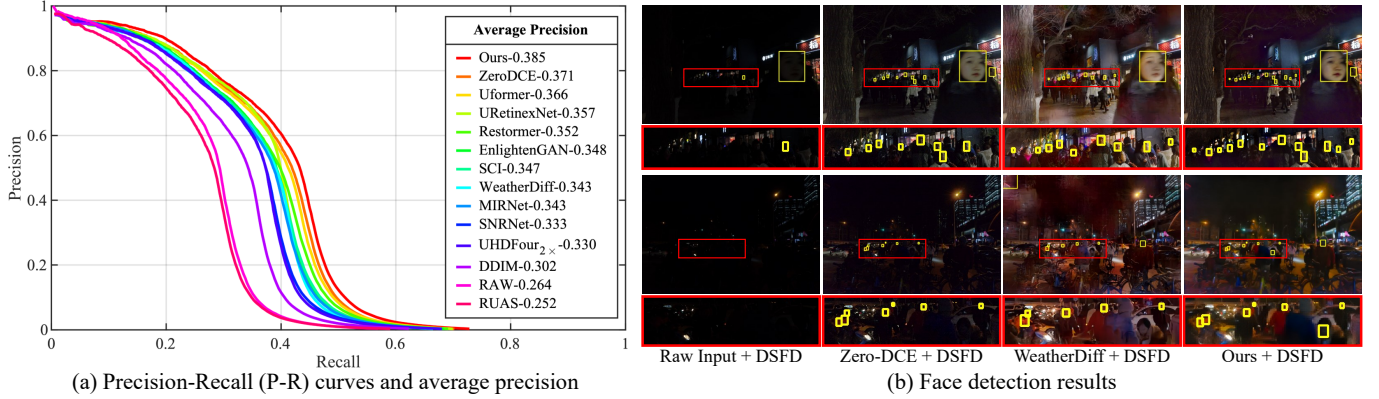 1
0.8
0.6
0.4
0.2
0
0
0.2
0.4
0.6
0.8
1
Precision
Recall
Average Precision
Ours-0.385
ZeroDCE-0.371
Uformer-0.366
URetinexNet-0.357
Restormer-0.352
EnlightenGAN-0.348
SCI-0.347
WeatherDiff-0.343
MIRNet-0.343
SNRNet-0.333
UHDFour2×-0.330
DDIM-0.302
RAW-0.264
RUAS-0.252
(a) Precision-Recall (P-R) curves and average precision
Raw Input + DSFD
Zero-DCE + DSFD
WeatherDiff + DSFD
Ours + DSFD
(b) Face detection results